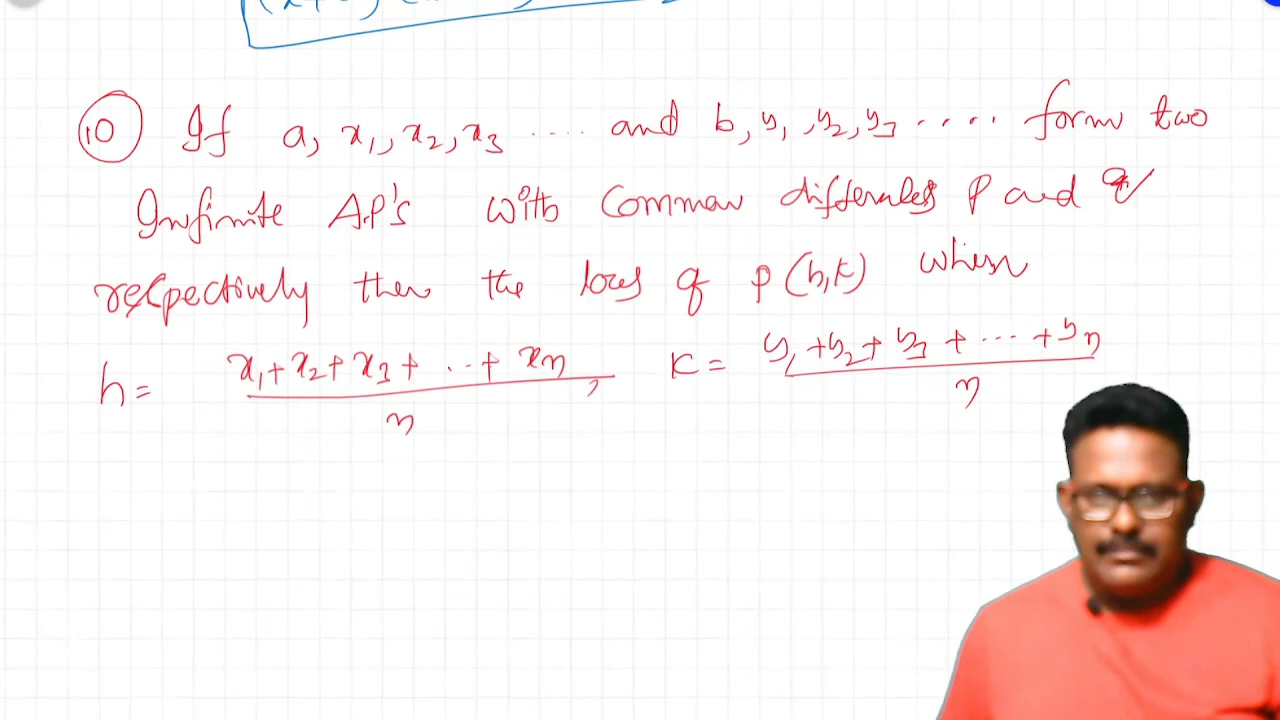 10 If a, x₁, x₂, x₃ .... and b, y₁, y₂, y₃ ..... form two
Infinite A.P's with Common differences P and q
respectively then the locus of P(h,k) where
h = x₁+x₂+x₃+...+xn / n , K = y₁+y₂+y₃+...+yn / n